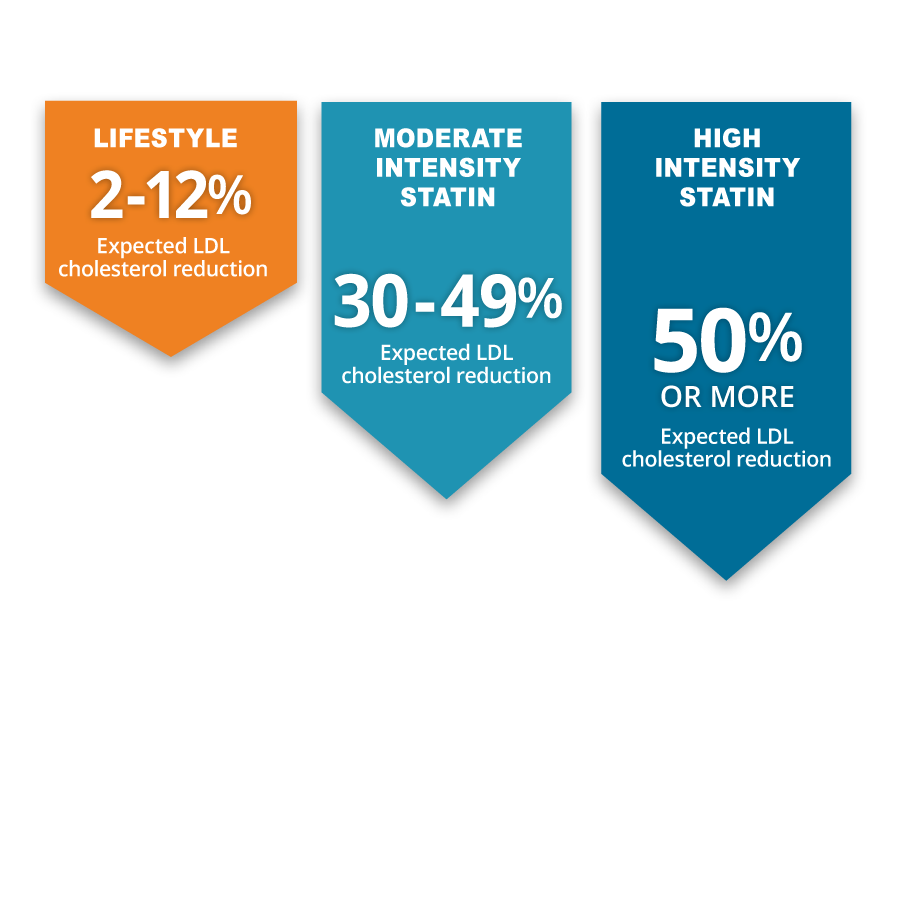 LIFESTYLE
2-12%
Expected LDL
cholesterol reduction
MODERATE
INTENSITY
STATIN
30-49%
Expected LDL
cholesterol reduction
HIGH
INTENSITY
STATIN
50%
OR MORE
Expected LDL
cholesterol reduction